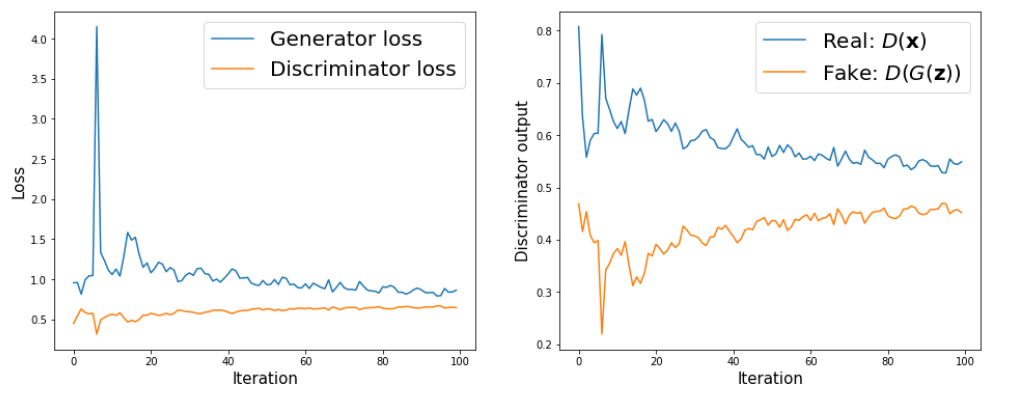 4.0
3.5
3.0
2.5
2.0
1.5
1.0
0.5
Loss
Generator loss
Discriminator loss
0 20 40 60 80 100
Iteration
0.8
0.7
0.6
0.5
0.4
0.3
0.2
Discriminator output
Real: D(x)
Fake: D(G(z))
0 20 40 60 80 100
Iteration